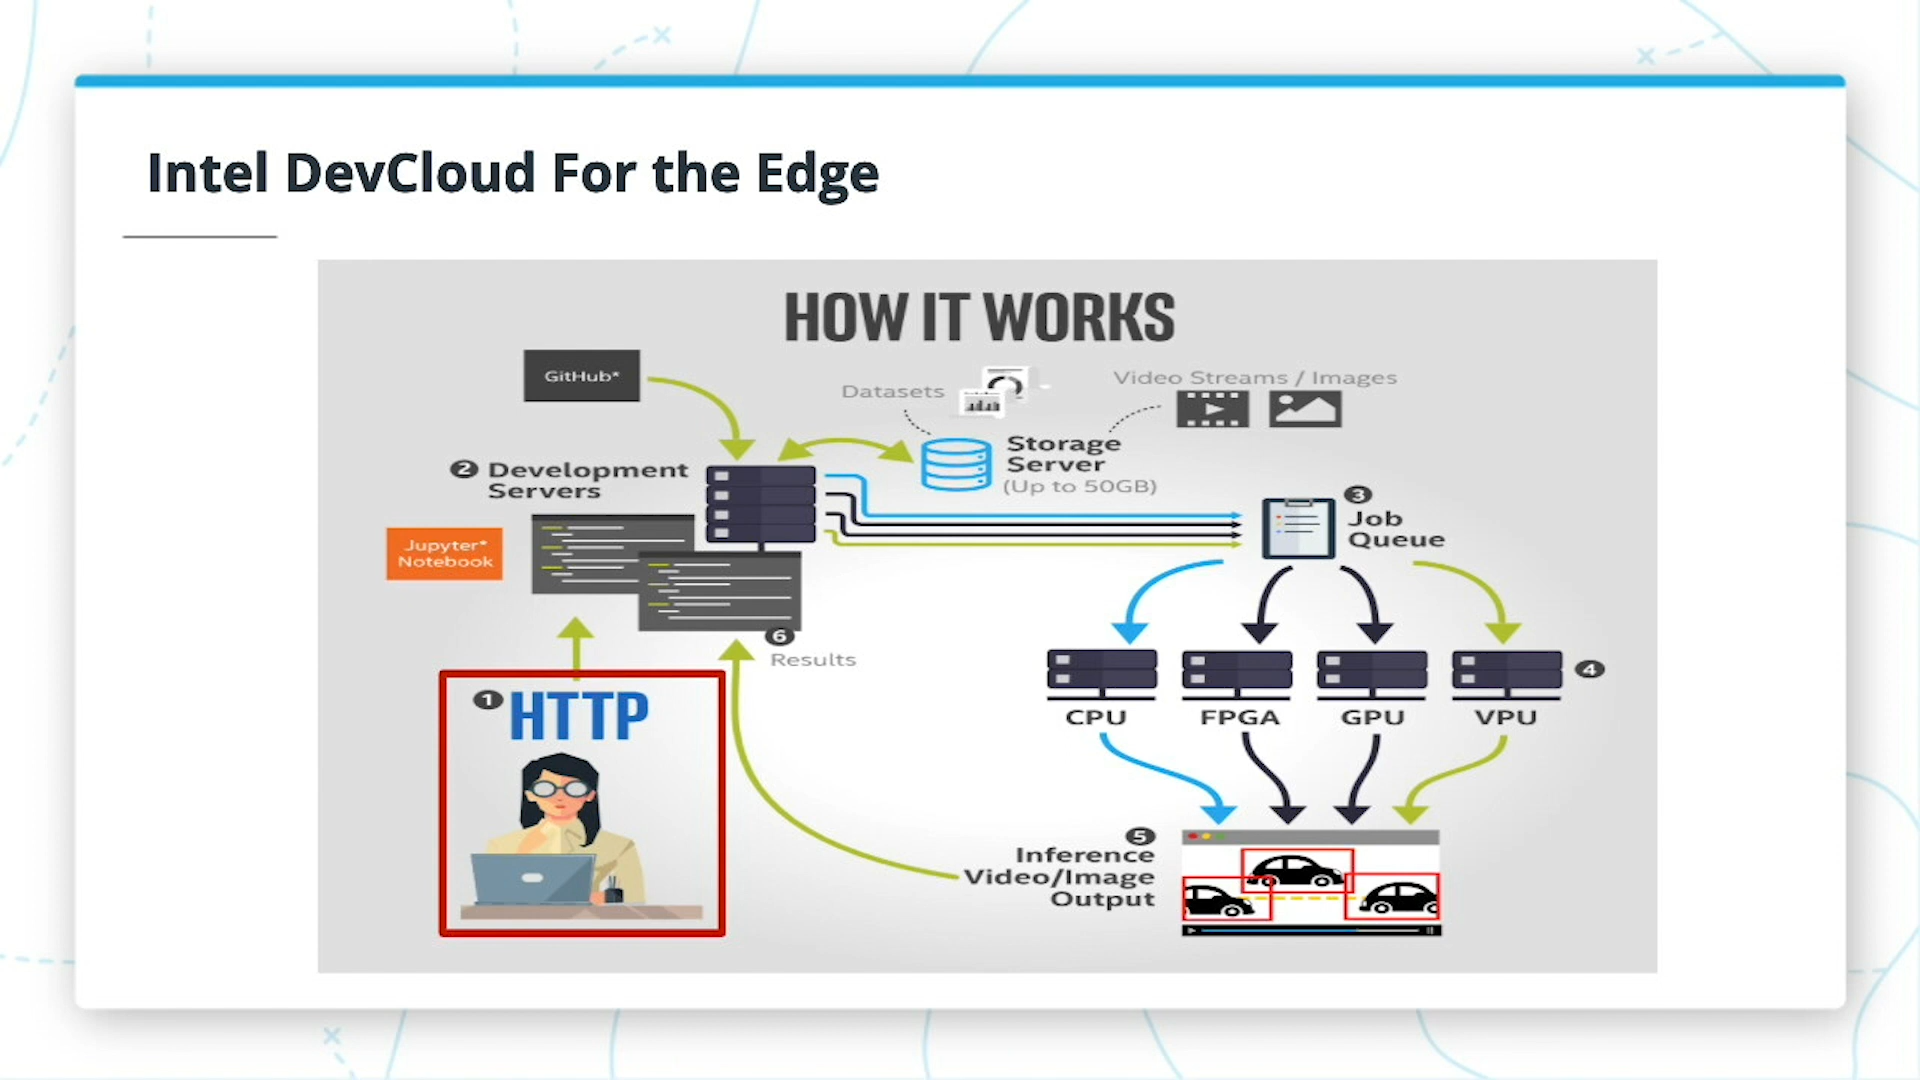 Intel DevCloud For the Edge
HOW IT WORKS
GitHub*
Datasets
Video Streams / Images
Storage
Server
(Up to 50GB)
2 Development
Servers
Jupyter*
Notebook
3
Job
Queue
6
Results
1 HTTP
CPU
FPGA
GPU
VPU
4
5
Inference
Video/Image
Output